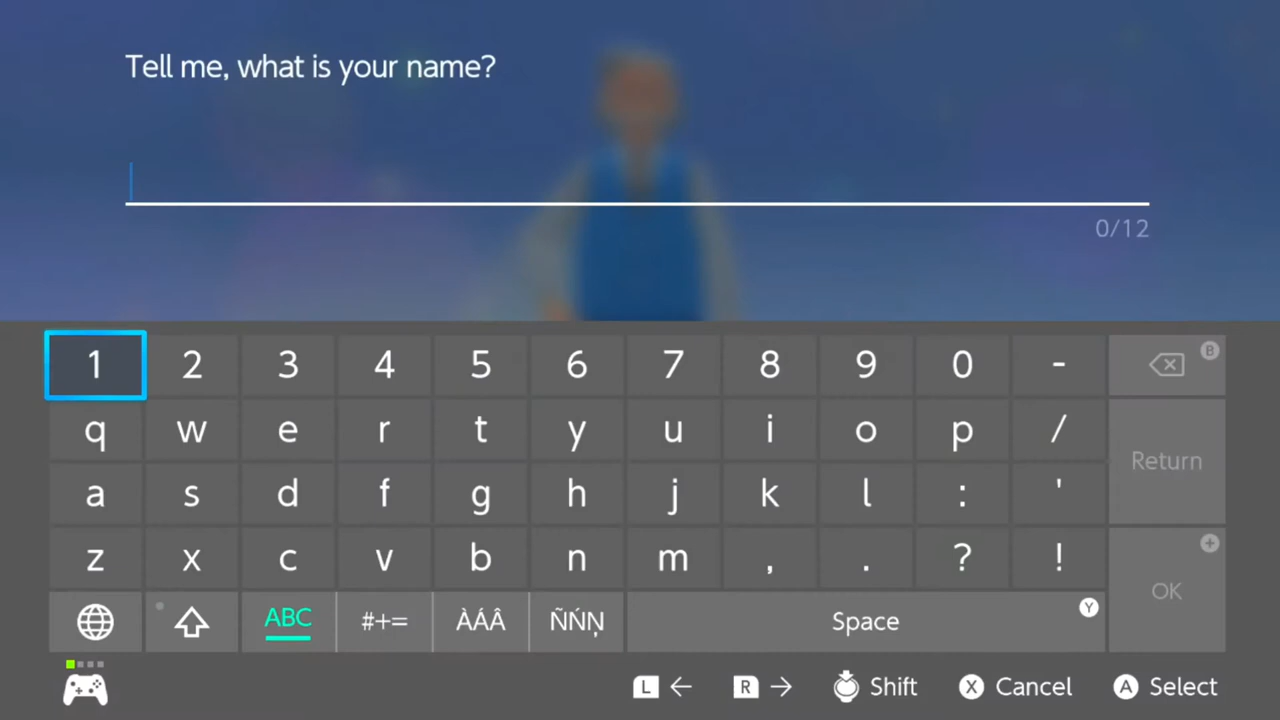 Tell me, what is your name?
0/12
1 2 3 4 5 6 7 8 9 0 -
B
q w e r t y u i o p /
Return
a s d f g h j k l : '
z x c v b n m , . ? !
+
OK
ABC #+= ÀÁÂ ÑŃŅ Space Y
L ← R → Shift X Cancel A Select